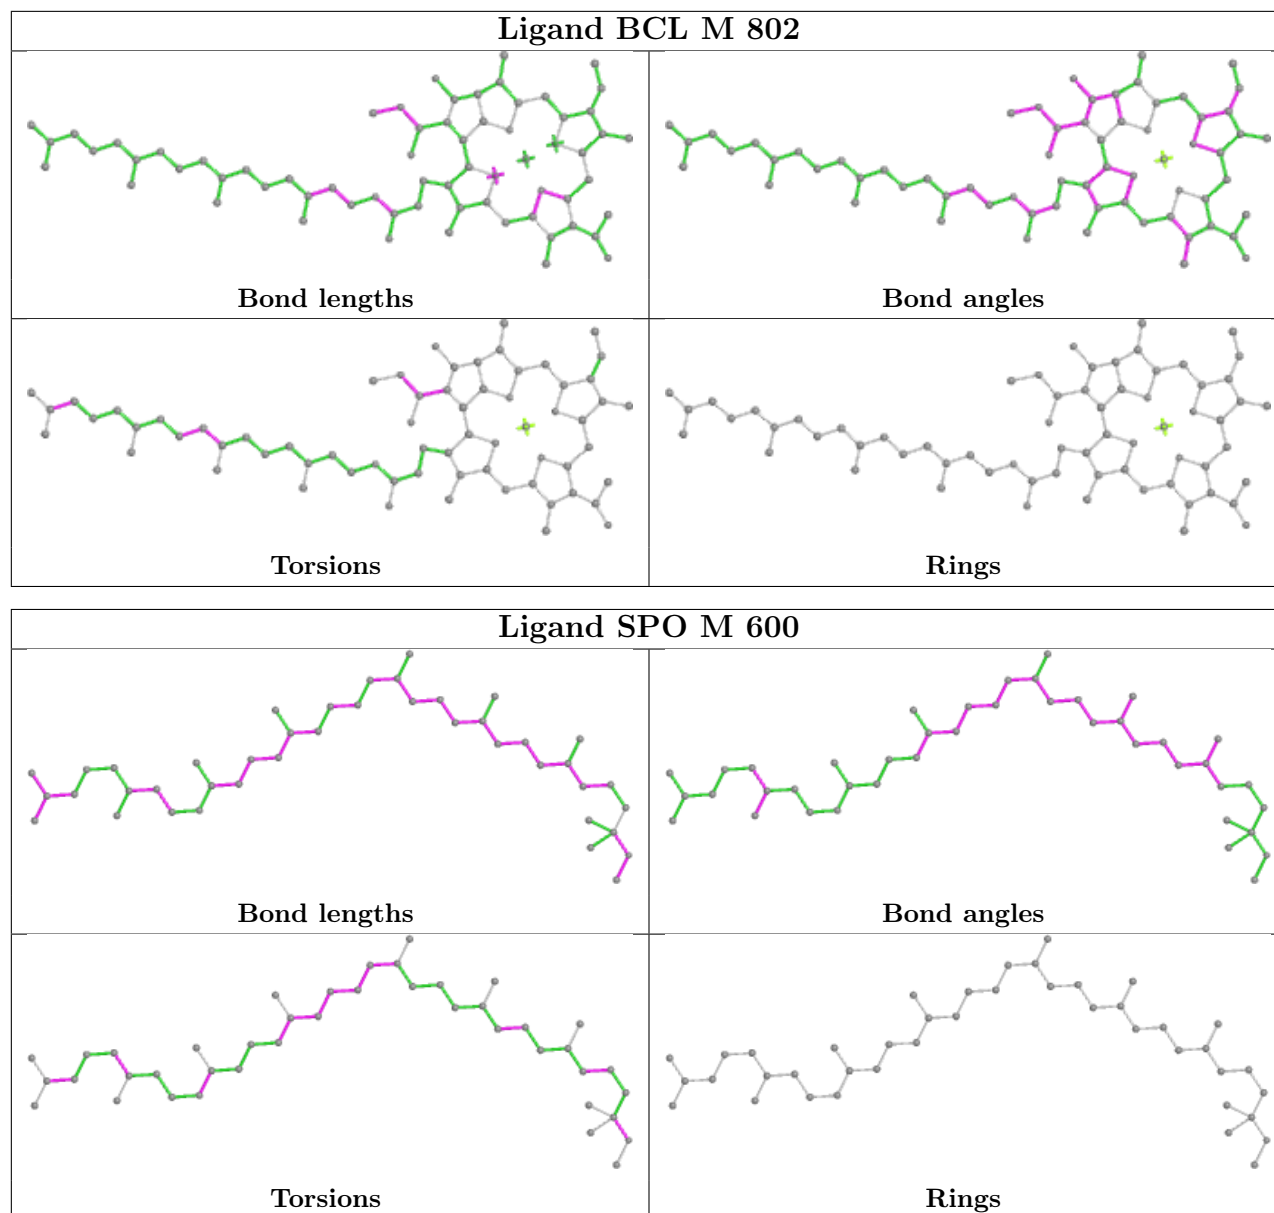 Ligand BCL M 802
Bond lengths
Bond angles
Torsions
Rings
Ligand SPO M 600
Bond lengths
Bond angles
Torsions
Rings